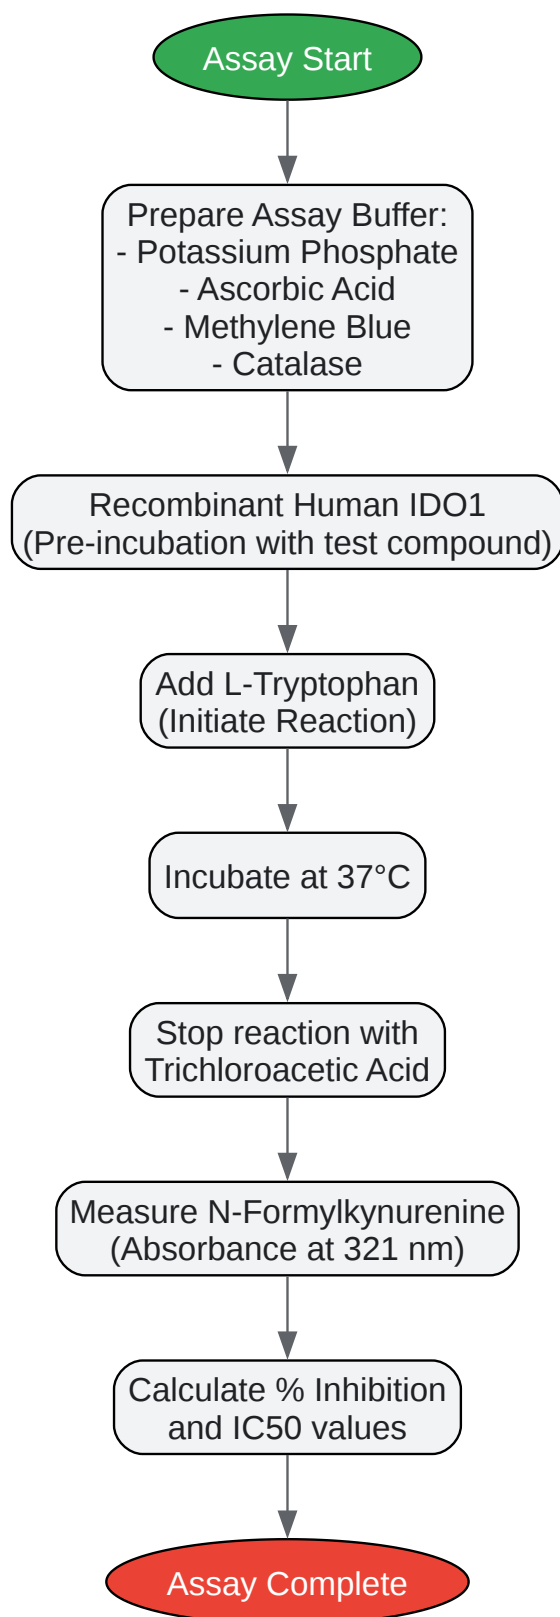 Assay Start
Prepare Assay Buffer:
- Potassium Phosphate
- Ascorbic Acid
- Methylene Blue
- Catalase
Recombinant Human IDO1
(Pre-incubation with test compound)
Add L-Tryptophan
(Initiate Reaction)
Incubate at 37°C
Stop reaction with
Trichloroacetic Acid
Measure N-Formylkynurenine
(Absorbance at 321 nm)
Calculate % Inhibition
and IC50 values
Assay Complete